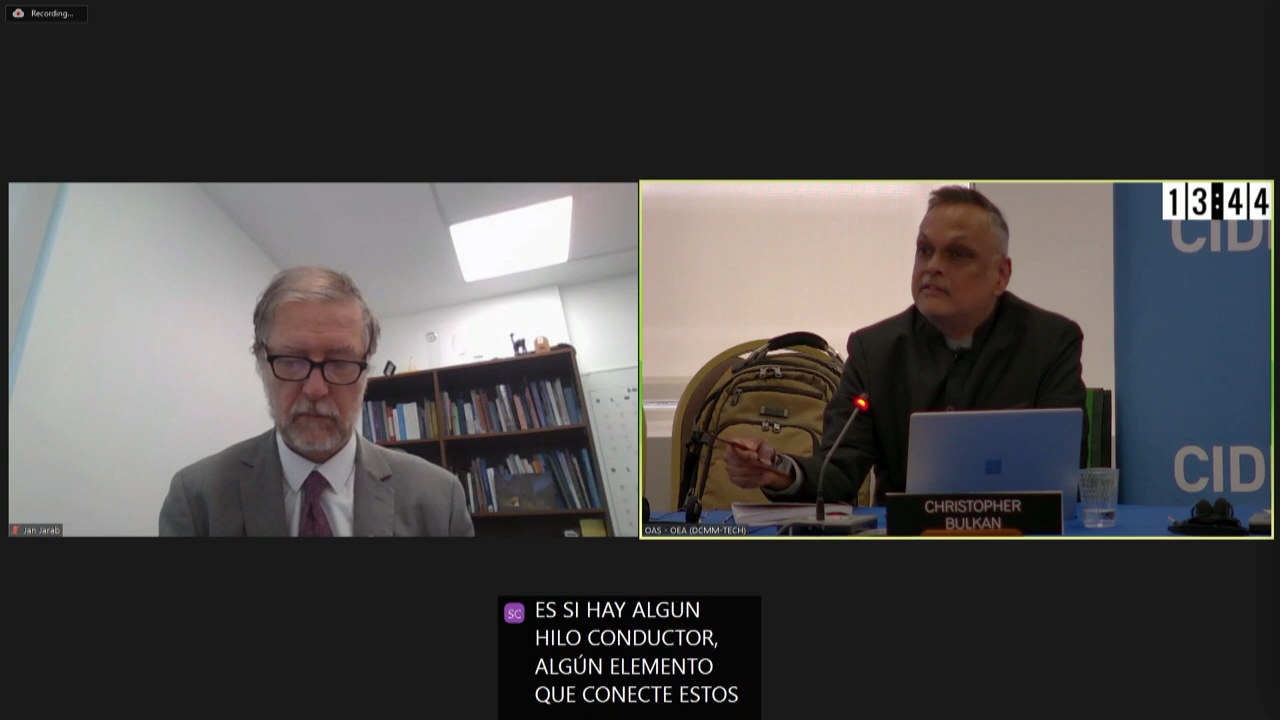 Recording...
13:44
CID
CID
CHRISTOPHER
BULKAN
Jan Jarab
OAS - OEA (DCMM-TECH)
SC
ES SI HAY ALGUN
HILO CONDUCTOR,
ALGÚN ELEMENTO
QUE CONECTE ESTOS